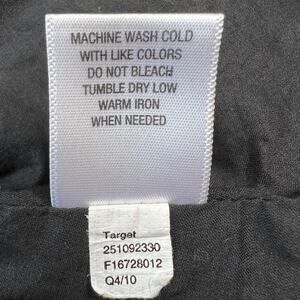 MACHINE WASH COLD
WITH LIKE COLORS
DO NOT BLEACH
TUMBLE DRY LOW
WARM IRON
WHEN NEEDED
Target
251092330
F16728012
Q4/10